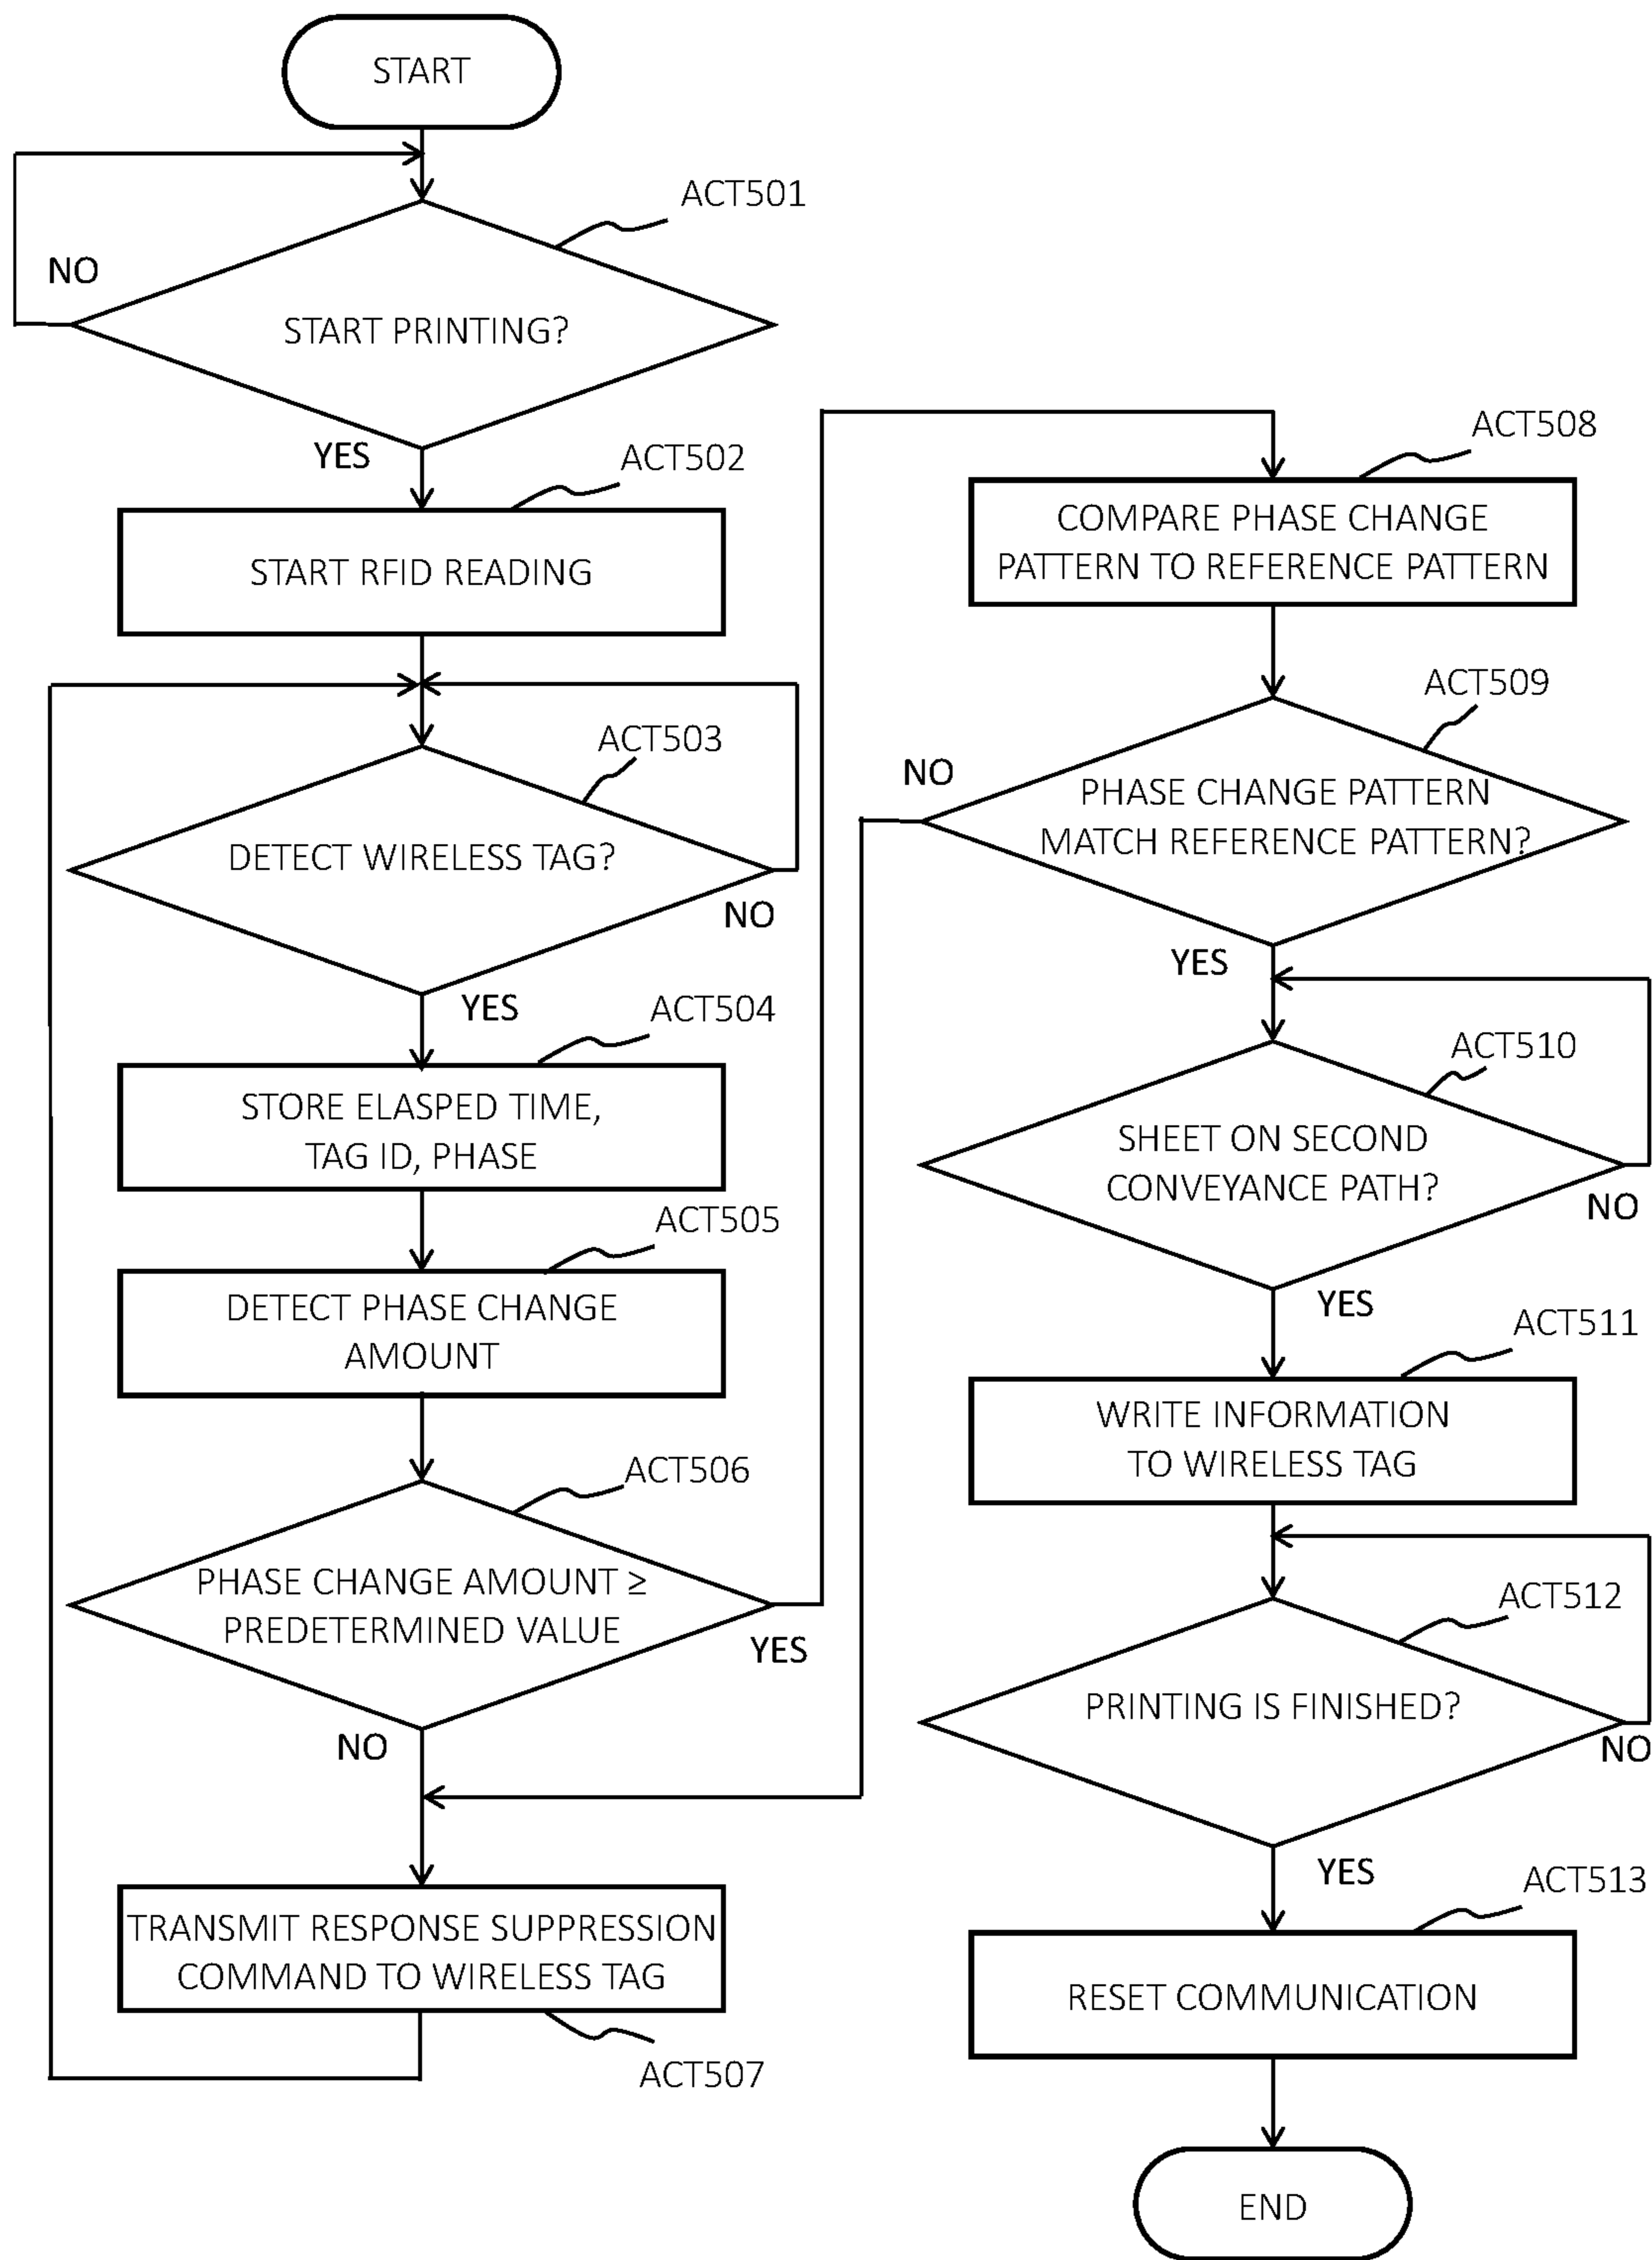 START
ACT501
NO
START PRINTING?
YES
ACT502
START RFID READING
ACT503
DETECT WIRELESS TAG?
NO
YES
ACT504
STORE ELASPED TIME,
TAG ID, PHASE
ACT505
DETECT PHASE CHANGE
AMOUNT
ACT506
PHASE CHANGE AMOUNT ≥
PREDETERMINED VALUE
YES
NO
TRANSMIT RESPONSE SUPPRESSION
COMMAND TO WIRELESS TAG
ACT507
ACT508
COMPARE PHASE CHANGE
PATTERN TO REFERENCE PATTERN
ACT509
NO
PHASE CHANGE PATTERN
MATCH REFERENCE PATTERN?
YES
ACT510
SHEET ON SECOND
CONVEYANCE PATH?
NO
YES
ACT511
WRITE INFORMATION
TO WIRELESS TAG
ACT512
PRINTING IS FINISHED?
NO
YES
ACT513
RESET COMMUNICATION
END